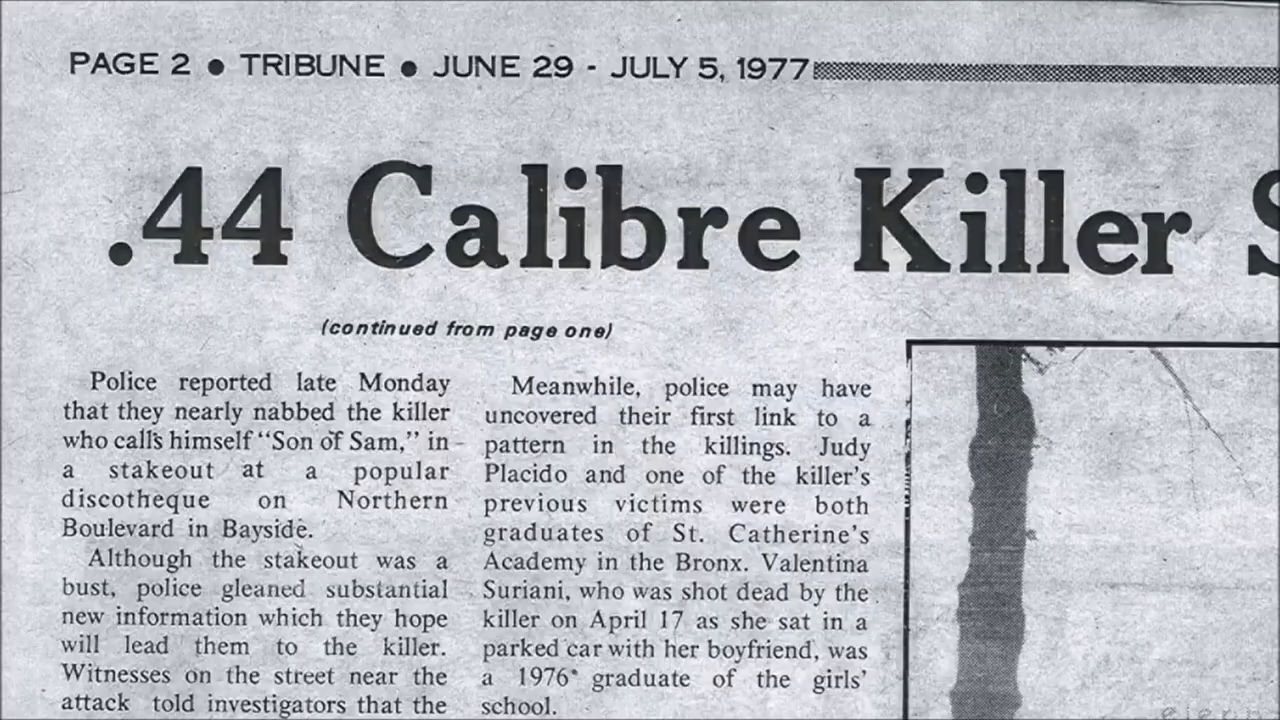 PAGE 2 ● TRIBUNE ● JUNE 29 - JULY 5, 1977
.44 Calibre Killer S
(continued from page one)
Police reported late Monday
that they nearly nabbed the killer
who calls himself “Son of Sam,” in
a stakeout at a popular
discotheque on Northern
Boulevard in Bayside.
Although the stakeout was a
bust, police gleaned substantial
new information which they hope
will lead them to the killer.
Witnesses on the street near the
attack told investigators that the
Meanwhile, police may have
uncovered their first link to a
pattern in the killings. Judy
Placido and one of the killer’s
previous victims were both
graduates of St. Catherine’s
Academy in the Bronx. Valentina
Suriani, who was shot dead by the
killer on April 17 as she sat in a
parked car with her boyfriend, was
a 1976 graduate of the girls’
school.